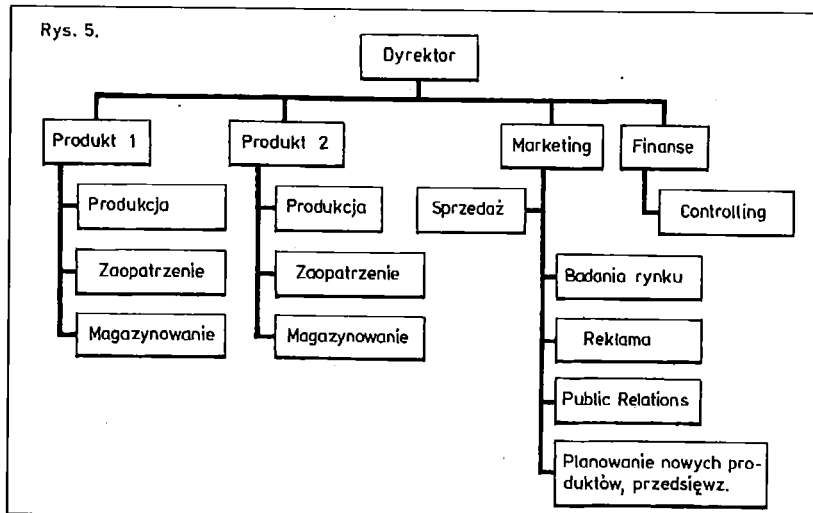 Rys. 5.
Dyrektor
Produkt 1
Produkt 2
Marketing
Finanse
Produkcja
Zaopatrzenie
Magazynowanie
Produkcja
Zaopatrzenie
Magazynowanie
Sprzedaż
Badania rynku
Reklama
Public Relations
Planowanie nowych pro-
duktów, przedsięwz.
Controlling